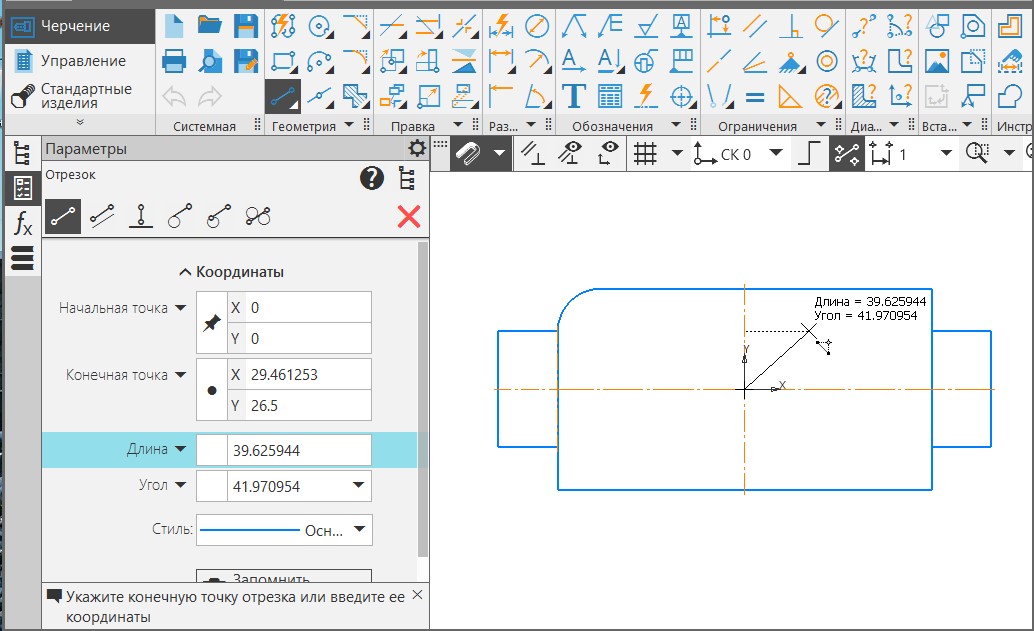 Черчение
Управление
Стандартные
изделия
Системная
Геометрия
Правка
Раз...
Обозначения
Ограничения
Диа...
Вста...
Инстр
Параметры
СК 0
1
Отрезок
Координаты
Начальная точка
X 0
Y 0
Конечная точка
X 29.461253
Y 26.5
Длина
39.625944
Угол
41.970954
Стиль:
Осн...
Запомнить
Укажите конечную точку отрезка или введите ее
координаты
Длина = 39.625944
Угол = 41.970954
Y
X